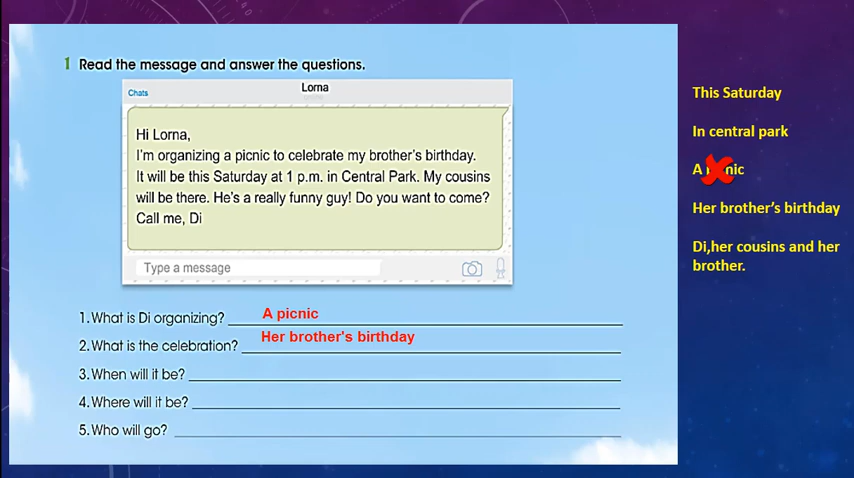 1 Read the message and answer the questions.
Chats
Lorna
Hi Lorna,
I'm organizing a picnic to celebrate my brother's birthday.
It will be this Saturday at 1 p.m. in Central Park. My cousins
will be there. He's a really funny guy! Do you want to come?
Call me, Di
Type a message
1. What is Di organizing? A picnic
2. What is the celebration? Her brother's birthday
3. When will it be?
4. Where will it be?
5. Who will go?
This Saturday
In central park
A nic
Her brother's birthday
Di,her cousins and her
brother.